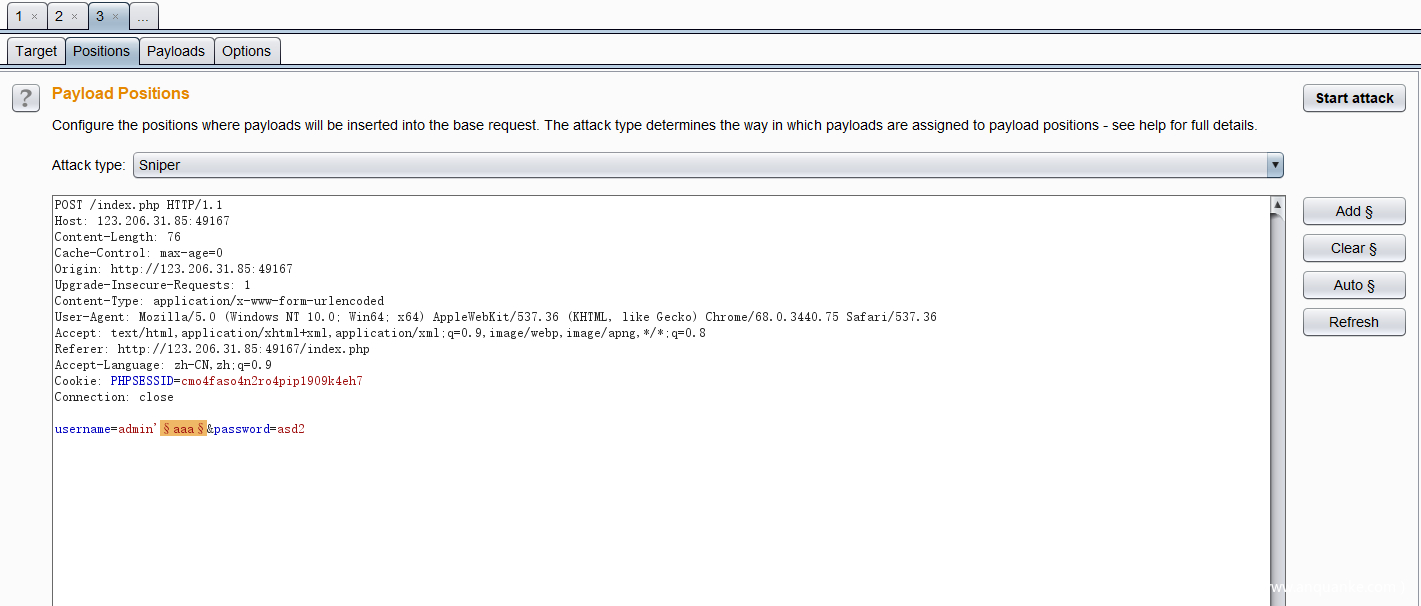 1 × 2 × 3 × ...
Target Positions Payloads Options
? Payload Positions Start attack
Configure the positions where payloads will be inserted into the base request. The attack type determines the way in which payloads are assigned to payload positions - see help for full details.
Attack type: Sniper
POST /index.php HTTP/1.1
Host: 123.206.31.85:49167
Content-Length: 76
Cache-Control: max-age=0
Origin: http://123.206.31.85:49167
Upgrade-Insecure-Requests: 1
Content-Type: application/x-www-form-urlencoded
User-Agent: Mozilla/5.0 (Windows NT 10.0; Win64; x64) AppleWebKit/537.36 (KHTML, like Gecko) Chrome/68.0.3440.75 Safari/537.36
Accept: text/html,application/xhtml+xml,application/xml;q=0.9,image/webp,image/apng,*/*;q=0.8
Referer: http://123.206.31.85:49167/index.php
Accept-Language: zh-CN,zh;q=0.9
Cookie: PHPSESSID=cmo4faso4n2ro4pip1909k4eh7
Connection: close
username=admin'§aaa§&password=asd2
Add §
Clear §
Auto §
Refresh